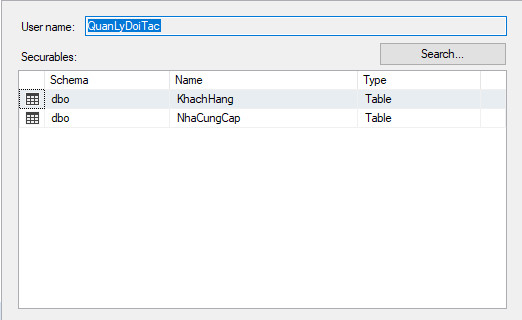 User name: QuanLyDoiTac
Securables: Search...
Schema Name Type
dbo KhachHang Table
dbo NhaCungCap Table